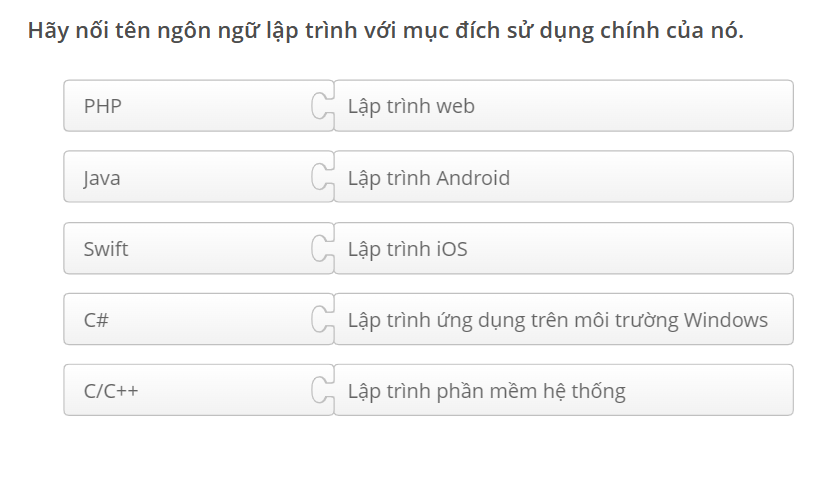 Hãy nối tên ngôn ngữ lập trình với mục đích sử dụng chính của nó.
PHP Lập trình web
Java Lập trình Android
Swift Lập trình iOS
C# Lập trình ứng dụng trên môi trường Windows
C/C++ Lập trình phần mềm hệ thống